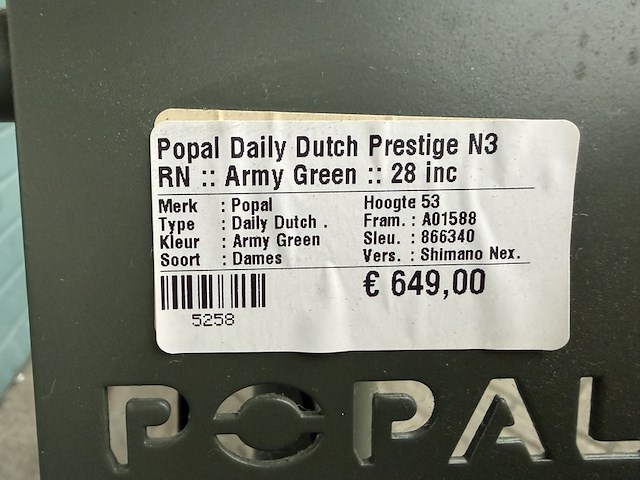 Popal Daily Dutch Prestige N3
RN :: Army Green :: 28 inc
Merk : Popal Hoogte 53
Type : Daily Dutch . Fram. : A01588
Kleur : Army Green Sleu. : 866340
Soort : Dames Vers. : Shimano Nex.
€ 649,00
5258
POPAL